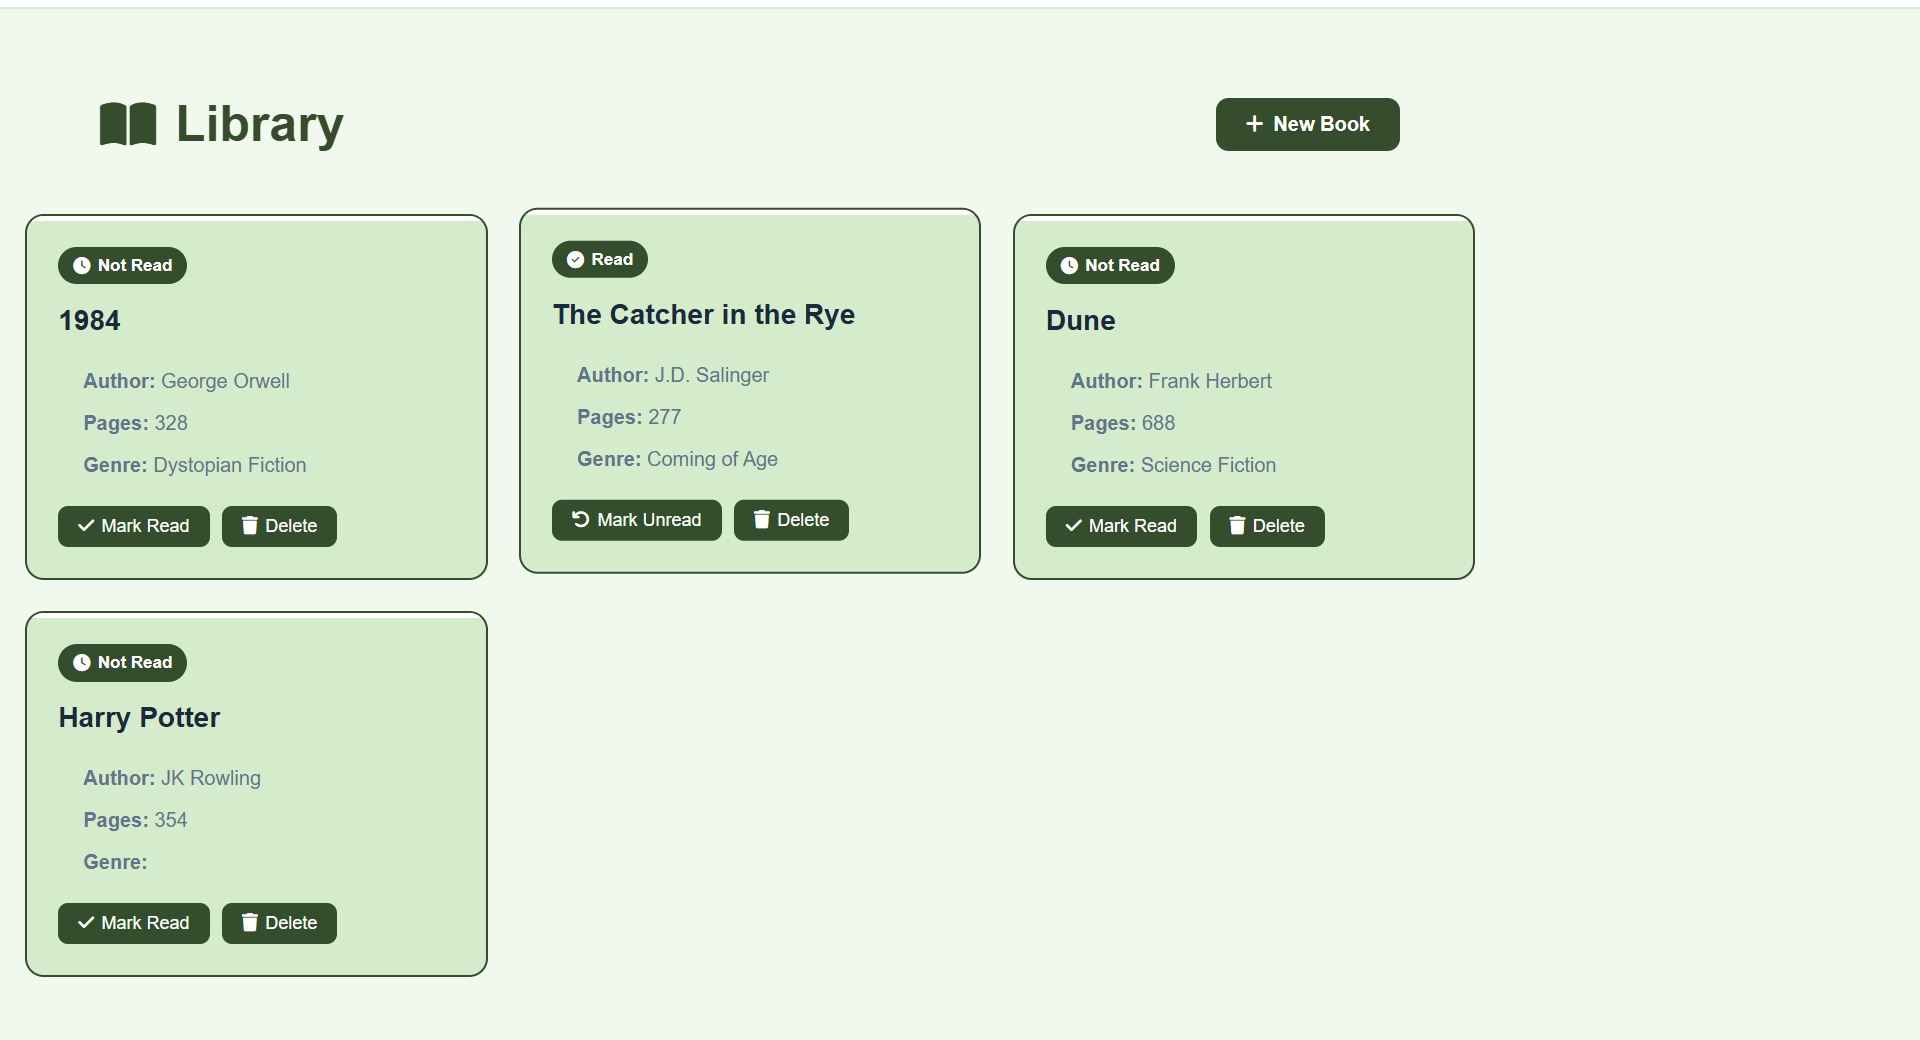 Library
New Book
Not Read
1984
Author: George Orwell
Pages: 328
Genre: Dystopian Fiction
Mark Read
Delete
Read
The Catcher in the Rye
Author: J.D. Salinger
Pages: 277
Genre: Coming of Age
Mark Unread
Delete
Not Read
Dune
Author: Frank Herbert
Pages: 688
Genre: Science Fiction
Mark Read
Delete
Not Read
Harry Potter
Author: JK Rowling
Pages: 354
Genre:
Mark Read
Delete